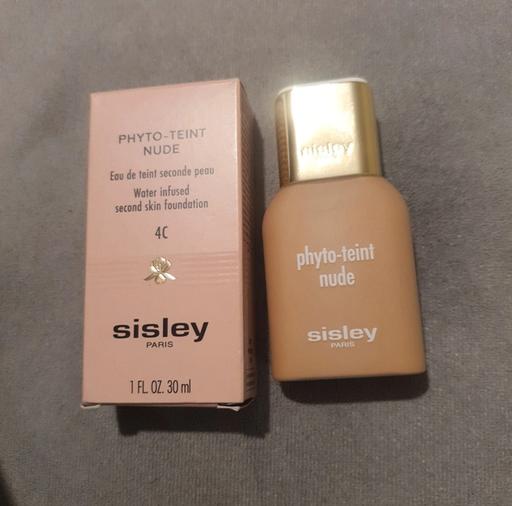 PHYTO-TEINT
NUDE
Eau de teint seconde peau
Water infused
second skin foundation
4C
sisley
PARIS
1 FL. OZ. 30 ml
sisley
phyto-teint
nude
sisley
PARIS